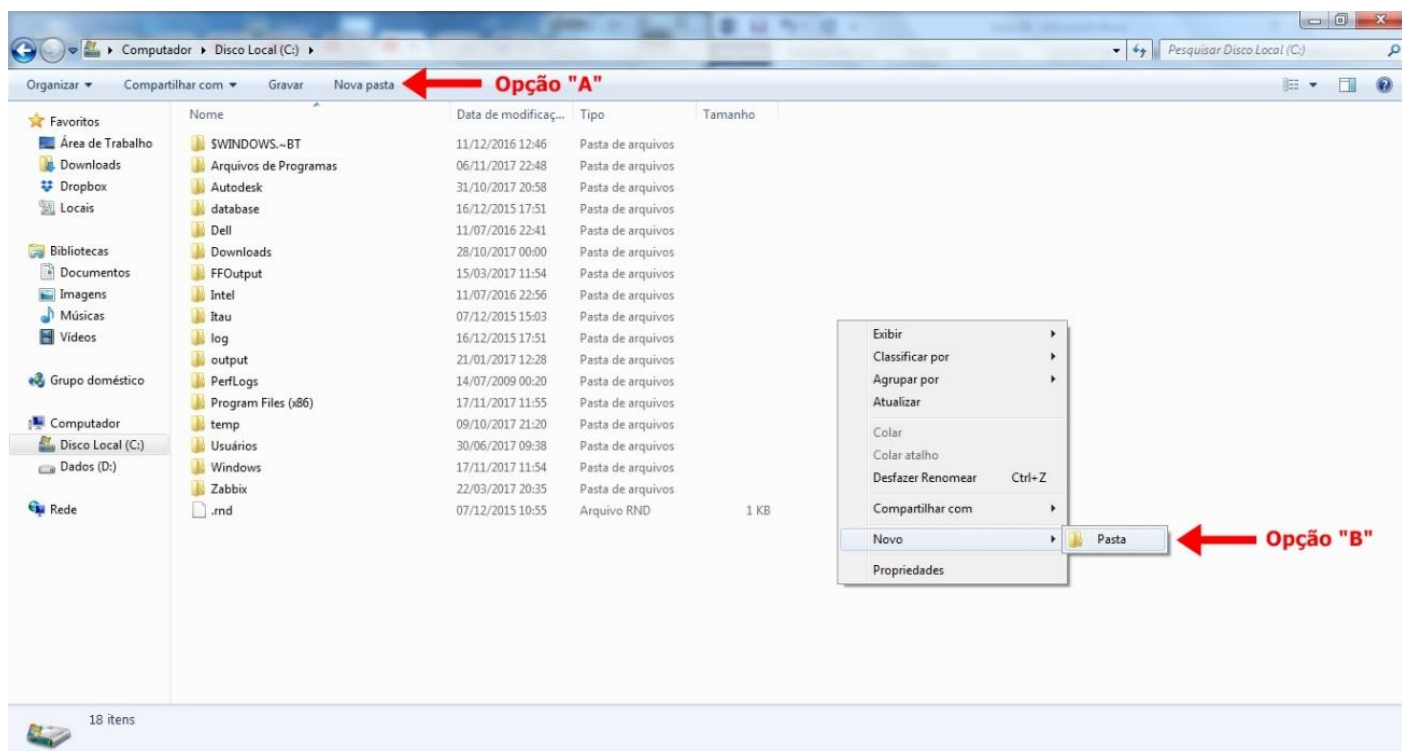 Computador Disco Local (C:)
Pesquisar Disco Local (C:)
Organizar Compartilhar com Gravar Nova pasta Opção "A"
Nome Data de modificaç... Tipo Tamanho
Favoritos
Área de Trabalho
Downloads
Dropbox
Locais
Bibliotecas
Documentos
Imagens
Músicas
Vídeos
Grupo doméstico
Computador
Disco Local (C:)
Dados (D:)
Rede
$WINDOWS.~BT 11/12/2016 12:46 Pasta de arquivos
Arquivos de Programas 06/11/2017 22:48 Pasta de arquivos
Autodesk 31/10/2017 20:58 Pasta de arquivos
database 16/12/2015 17:51 Pasta de arquivos
Dell 11/07/2016 22:41 Pasta de arquivos
Downloads 28/10/2017 00:00 Pasta de arquivos
FFOutput 15/03/2017 11:54 Pasta de arquivos
Intel 11/07/2016 22:56 Pasta de arquivos
Itau 07/12/2015 15:03 Pasta de arquivos
log 16/12/2015 17:51 Pasta de arquivos
output 21/01/2017 12:28 Pasta de arquivos
PerfLogs 14/07/2009 00:20 Pasta de arquivos
Program Files (x86) 17/11/2017 11:55 Pasta de arquivos
temp 09/10/2017 21:20 Pasta de arquivos
Usuários 30/06/2017 09:38 Pasta de arquivos
Windows 17/11/2017 11:54 Pasta de arquivos
Zabbix 22/03/2017 20:35 Pasta de arquivos
.rnd 07/12/2015 10:55 Arquivo RND 1 KB
Exibir
Classificar por
Agrupar por
Atualizar
Colar
Colar atalho
Desfazer Renomear Ctrl+Z
Compartilhar com
Novo Pasta Opção "B"
Propriedades
18 itens